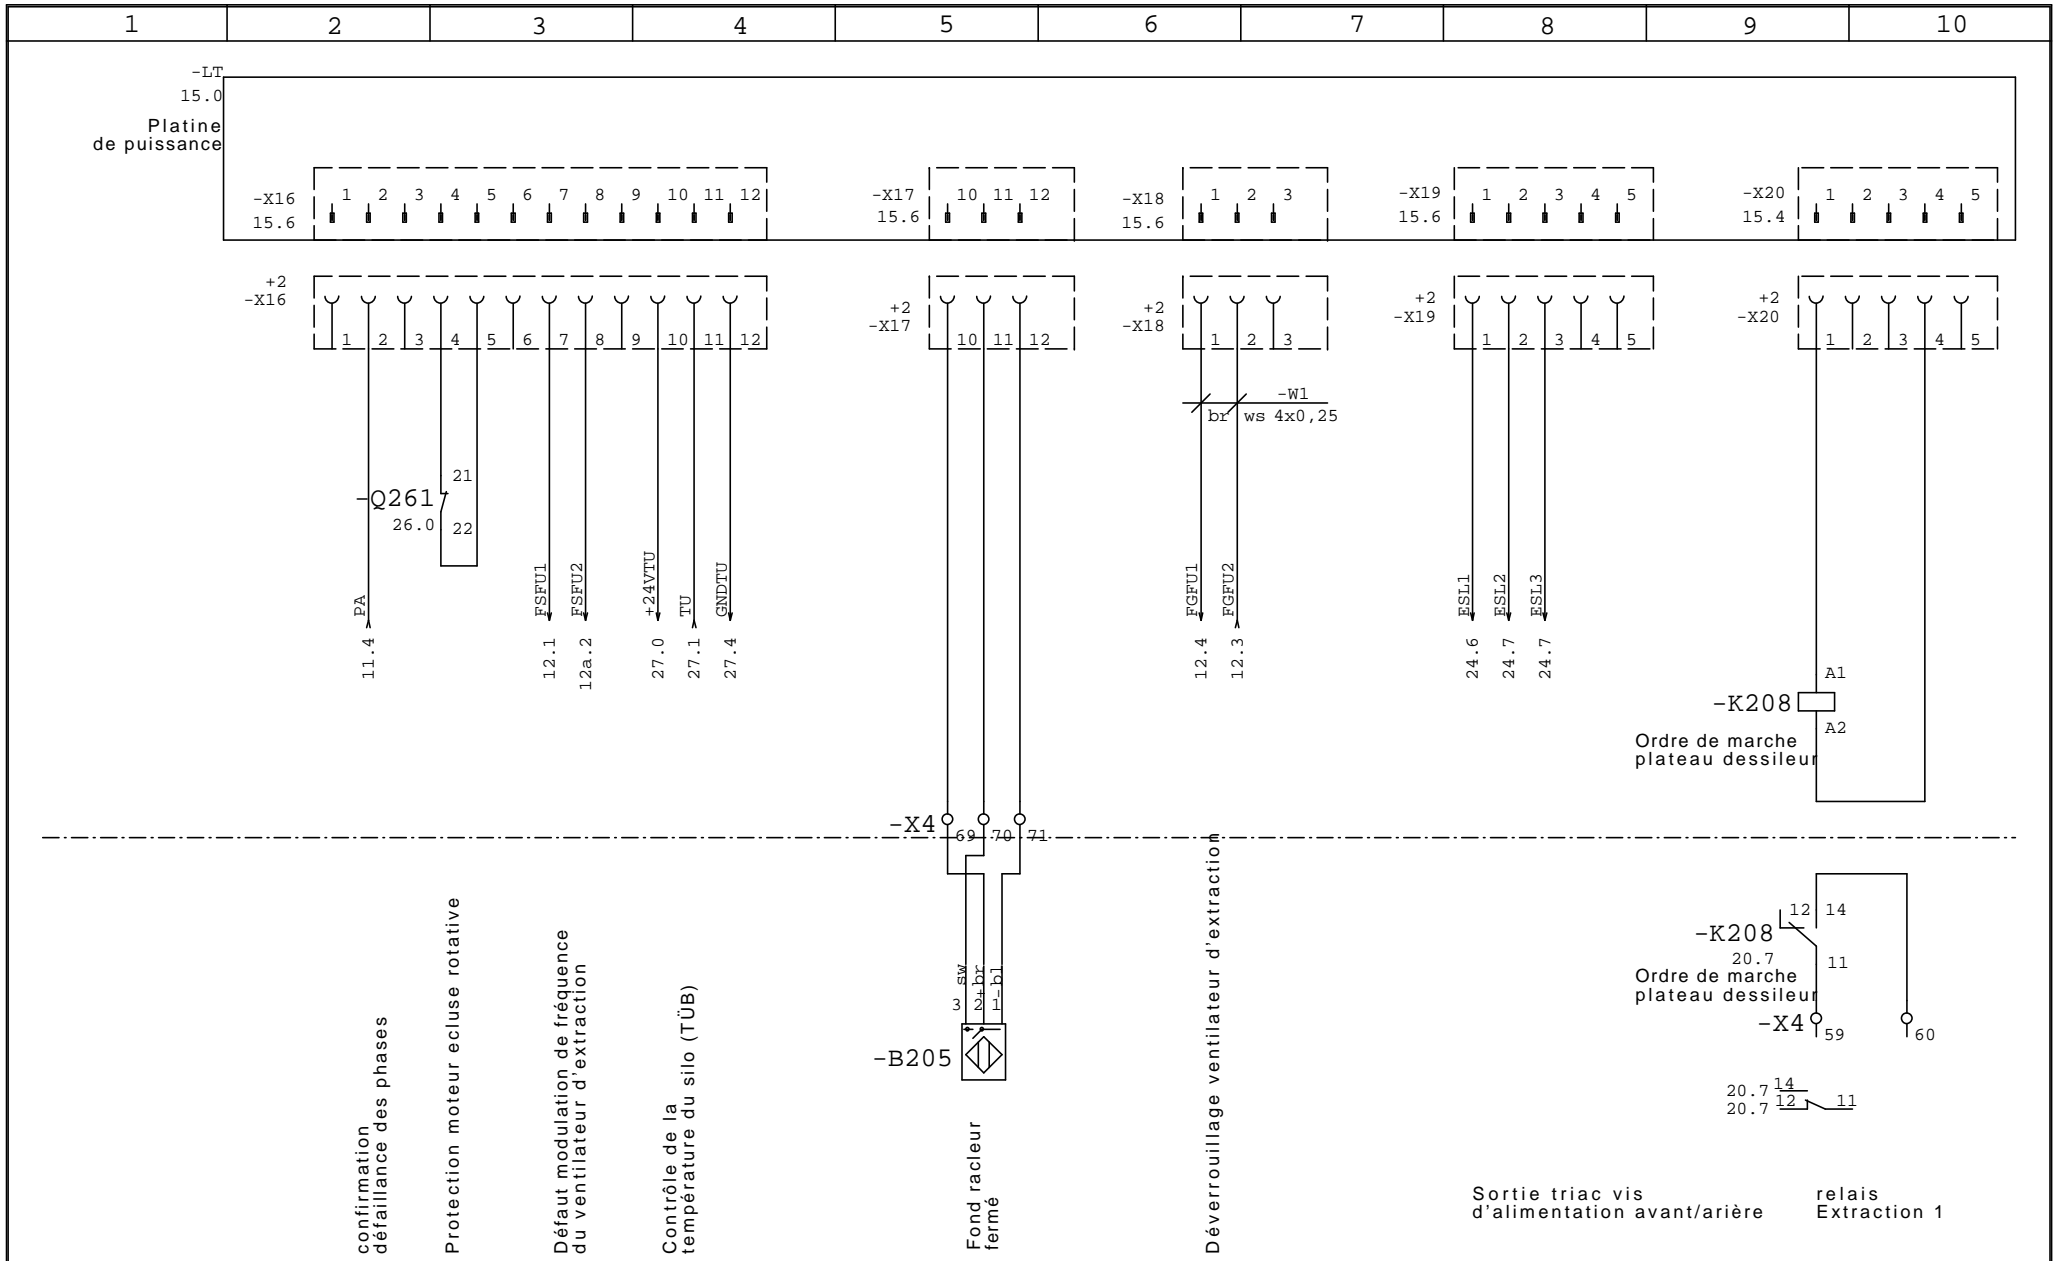 1 2 3 4 5 6 7 8 9 10
-LT
15.0
Platine
de puissance
-X16 1 2 3 4 5 6 7 8 9 10 11 12
15.6
-X17 10 11 12
15.6
-X18 1 2 3
15.6
-X19 1 2 3 4 5
15.6
-X20 1 2 3 4 5
15.4
+2
-X16
1 2 3 4 5 6 7 8 9 10 11 12
+2
-X17
10 11 12
+2
-X18
1 2 3
+2
-X19
1 2 3 4 5
+2
-X20
1 2 3 4 5
-W1
br ws 4x0,25
21
-Q261
26.0 22
PA
11.4
FSFU1
12.1
FSFU2
12a.2
+24VTU
27.0
TU
27.1
GNDTU
27.4
FGFU1
12.4
FGFU2
12.3
ESL1
24.6
ESL2
24.7
ESL3
24.7
A1
-K208
A2
Ordre de marche
plateau dessileur
-X4 69 70 71
sw +br -bl
3 2 1
-B205
12 14
-K208
20.7 11
Ordre de marche
plateau dessileur
-X4 59 60
20.7 14
20.7 12 11
confirmation
défaillance des phases
Protection moteur ecluse rotative
Défaut modulation de fréquence
du ventilateur d'extraction
Contrôle de la
température du silo (TÜB)
Fond racleur
fermé
Déverrouillage ventilateur d'extraction
Sortie triac vis
d'alimentation avant/arière
relais
Extraction 1